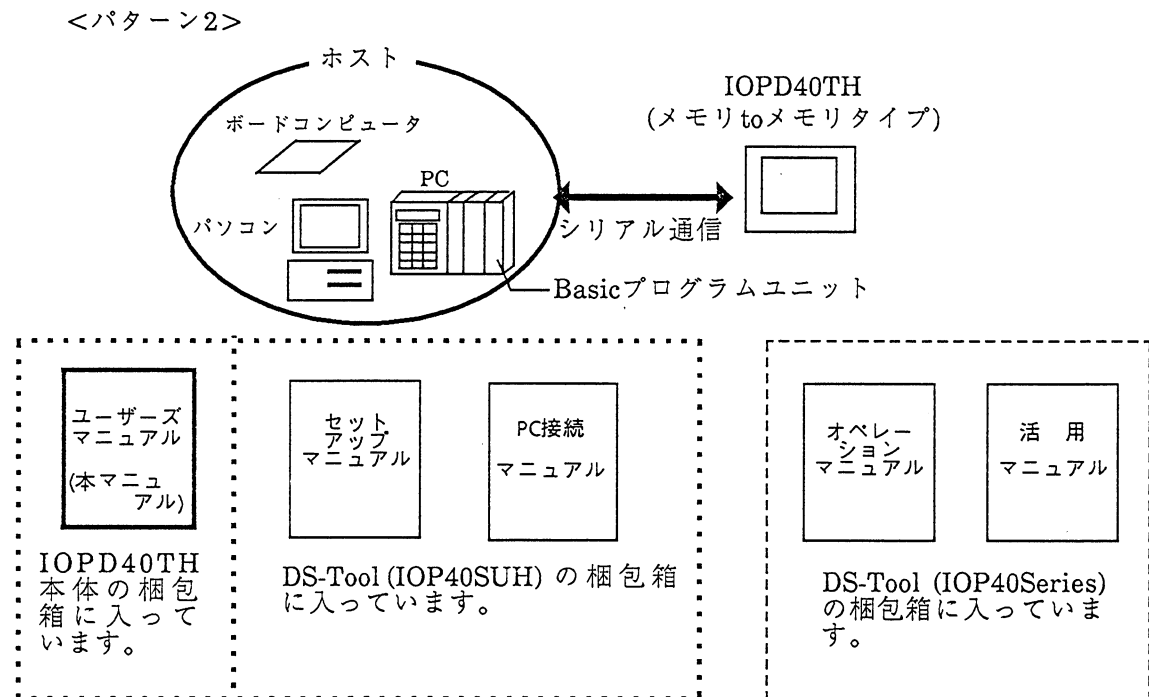 <パターン2>
ホスト
ボードコンピュータ
パソコン
PC
IOPD40TH
(メモリtoメモリタイプ)
シリアル通信
Basicプログラムユニット
ユーザーズ
マニュアル
(本マニュ
アル)
IOPD40TH
本体の梱包
箱に入って
います。
セット
アップ
マニュアル
PC接続
マニュアル
DS-Tool (IOP40SUH) の梱包箱
に入っています。
オペレー
ション
マニュアル
活 用
マニュアル
DS-Tool (IOP40Series)
の梱包箱に入っていま
す。